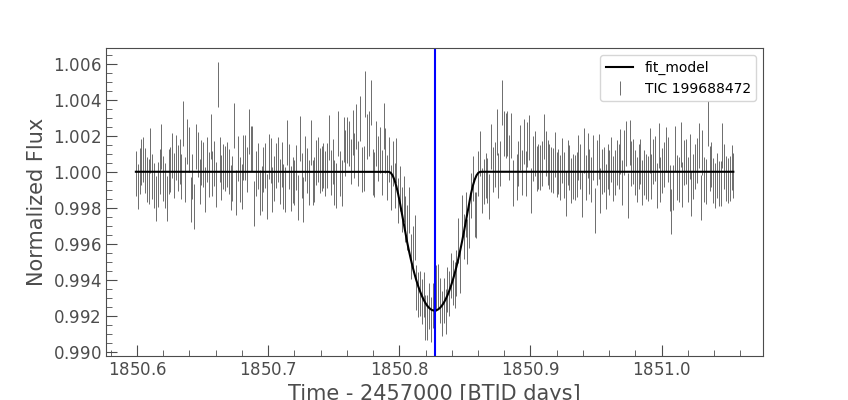 fit_model
TIC 199688472
1.006
1.004
1.002
1.000
0.998
0.996
0.994
0.992
0.990
Normalized Flux
1850.6 1850.7 1850.8 1850.9 1851.0
Time - 2457000 [BTJD days]